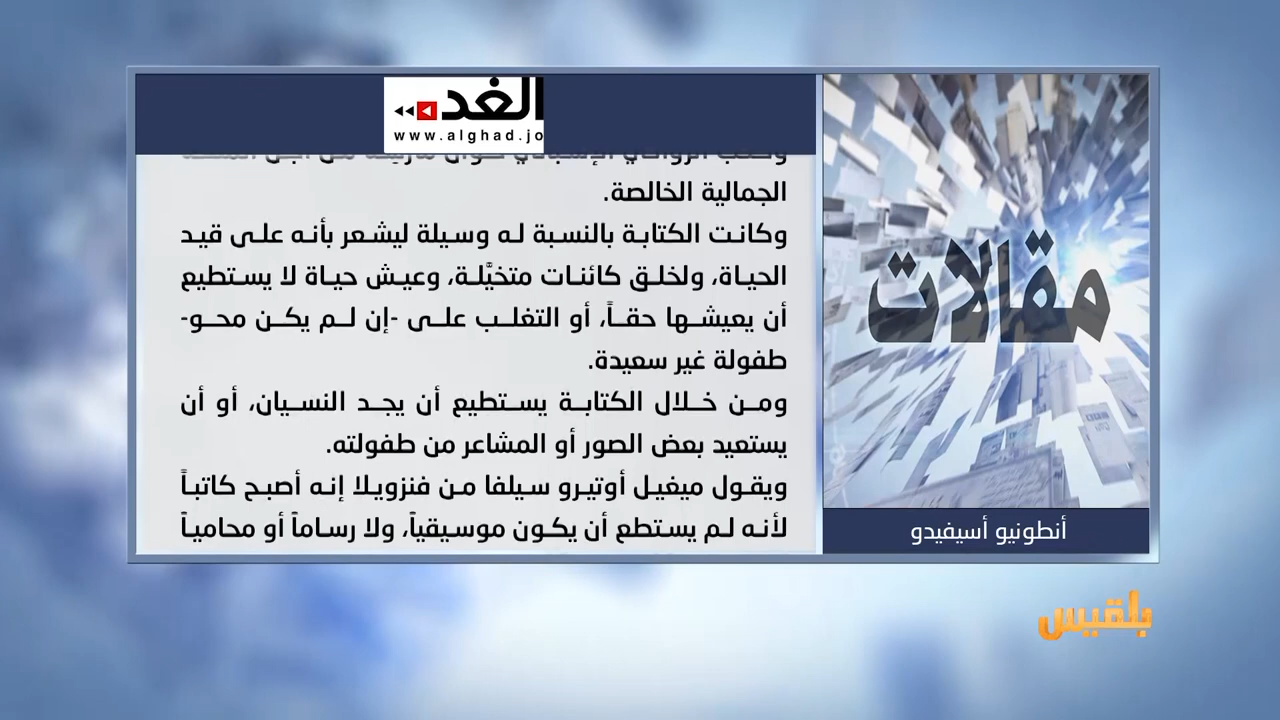 الغد
www.alghad.jo
الجمالية الخالصة.
وكانت الكتابة بالنسبة له وسيلة ليشعر بأنه على قيد
الحياة، ولخلق كائنات متخيَّلة، وعيش حياة لا يستطيع
أن يعيشها حقاً، أو التغلب على -إن لم يكن محو-
طفولة غير سعيدة.
ومن خلال الكتابة يستطيع أن يجد النسيان، أو أن
يستعيد بعض الصور أو المشاعر من طفولته.
ويقول ميغيل أوتيرو سيلفا من فنزويلا إنه أصبح كاتباً
لأنه لم يستطع أن يكون موسيقياً، ولا رساماً أو محامياً
مقالات
أنطونيو أسيفيدو
بلقيس